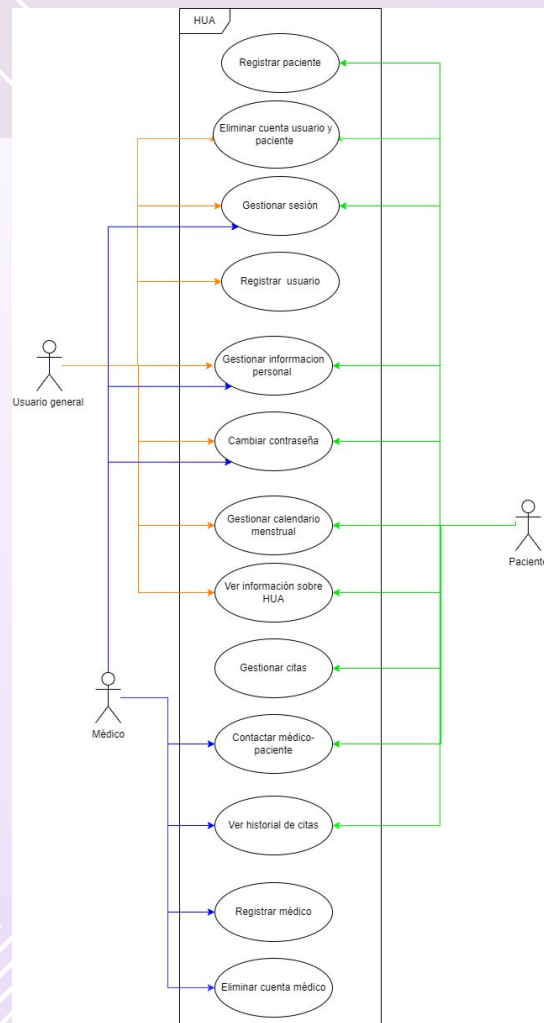 HUA
Registrar paciente
Eliminar cuenta usuario y
paciente
Gestionar sesión
Registrar usuario
Gestionar informacion
personal
Usuario general
Cambiar contraseña
Gestionar calendario
menstrual
Paciente
Ver información sobre
HUA
Gestionar citas
Médico
Contactar médico-
paciente
Ver historial de citas
Registrar médico
Eliminar cuenta médico